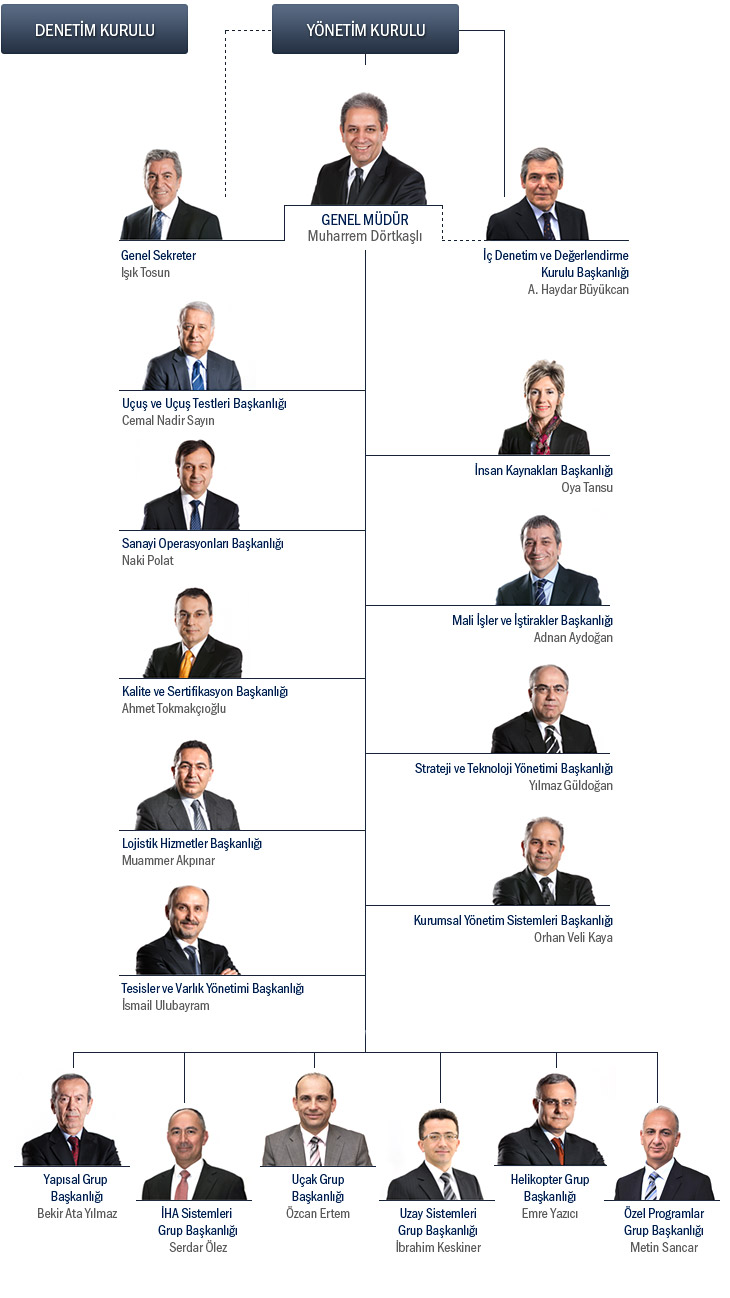 DENETİM KURULU
YÖNETİM KURULU
GENEL MÜDÜR
Muharrem Dörtkaşlı
Genel Sekreter
Işık Tosun
İç Denetim ve Değerlendirme
Kurulu Başkanlığı
A. Haydar Büyükcan
Uçuş ve Uçuş Testleri Başkanlığı
Cemal Nadir Sayın
İnsan Kaynakları Başkanlığı
Oya Tansu
Sanayi Operasyonları Başkanlığı
Naki Polat
Mali İşler ve İştirakler Başkanlığı
Adnan Aydoğan
Kalite ve Sertifikasyon Başkanlığı
Ahmet Tokmakçıoğlu
Strateji ve Teknoloji Yönetimi Başkanlığı
Yılmaz Güldoğan
Lojistik Hizmetler Başkanlığı
Muammer Akpınar
Kurumsal Yönetim Sistemleri Başkanlığı
Orhan Veli Kaya
Tesisler ve Varlık Yönetimi Başkanlığı
İsmail Ulubayram
Yapısal Grup
Başkanlığı
Bekir Ata Yılmaz
İHA Sistemleri
Grup Başkanlığı
Serdar Ölez
Uçak Grup
Başkanlığı
Özcan Ertem
Uzay Sistemleri
Grup Başkanlığı
İbrahim Keskiner
Helikopter Grup
Başkanlığı
Emre Yazıcı
Özel Programlar
Grup Başkanlığı
Metin Sancar